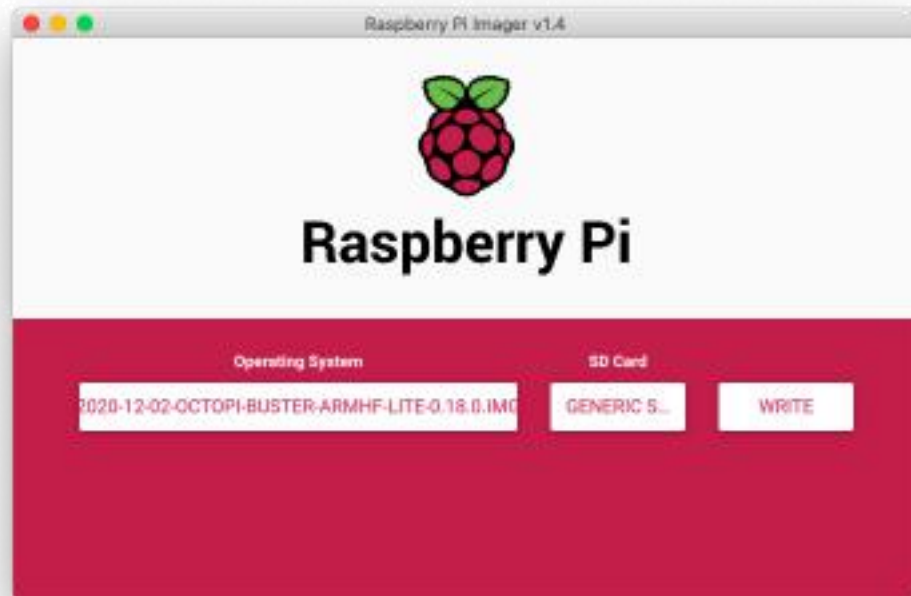 Raspberry Pi Imager v1.4
Raspberry Pi
Operating System
SD Card
2020-12-02-OCTOPI-BUSTER-ARMHF-LITE-0.18.0.IMG
GENERIC S...
WRITE